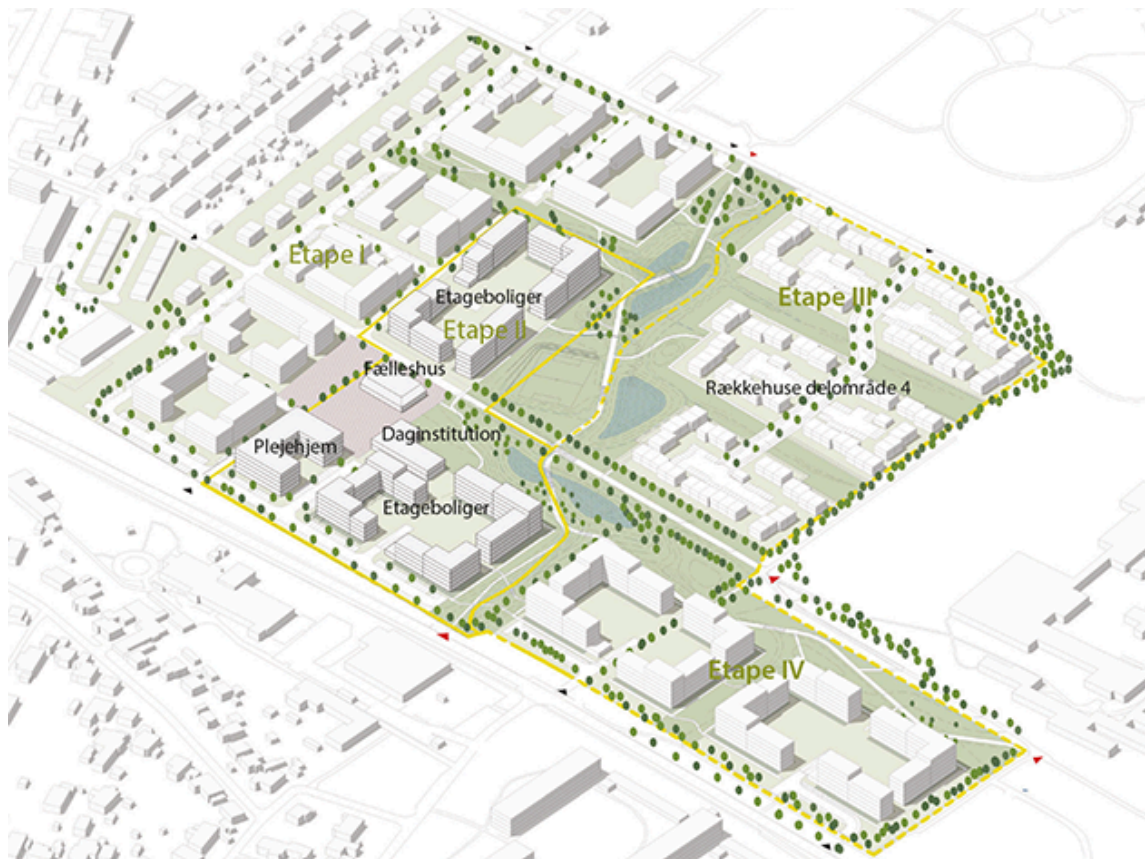 Etape I
Etageboliger
Etape II
Etape III
Fælleshus
Rækkehuse delområde 4
Daginstitution
Plejehjem
Etageboliger
Etape IV